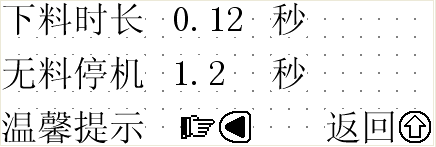 下料时长 0.12 秒
无料停机 1.2 秒
温馨提示 返回